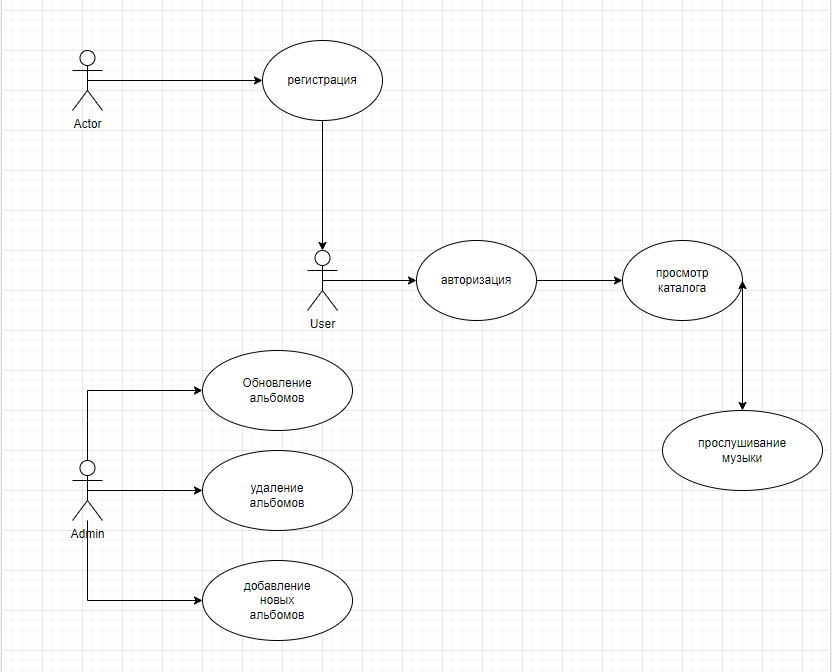 регистрация
Actor
авторизация
просмотр
каталога
User
Обновление
альбомов
прослушивание
музыки
удаление
альбомов
Admin
добавление
новых
альбомов